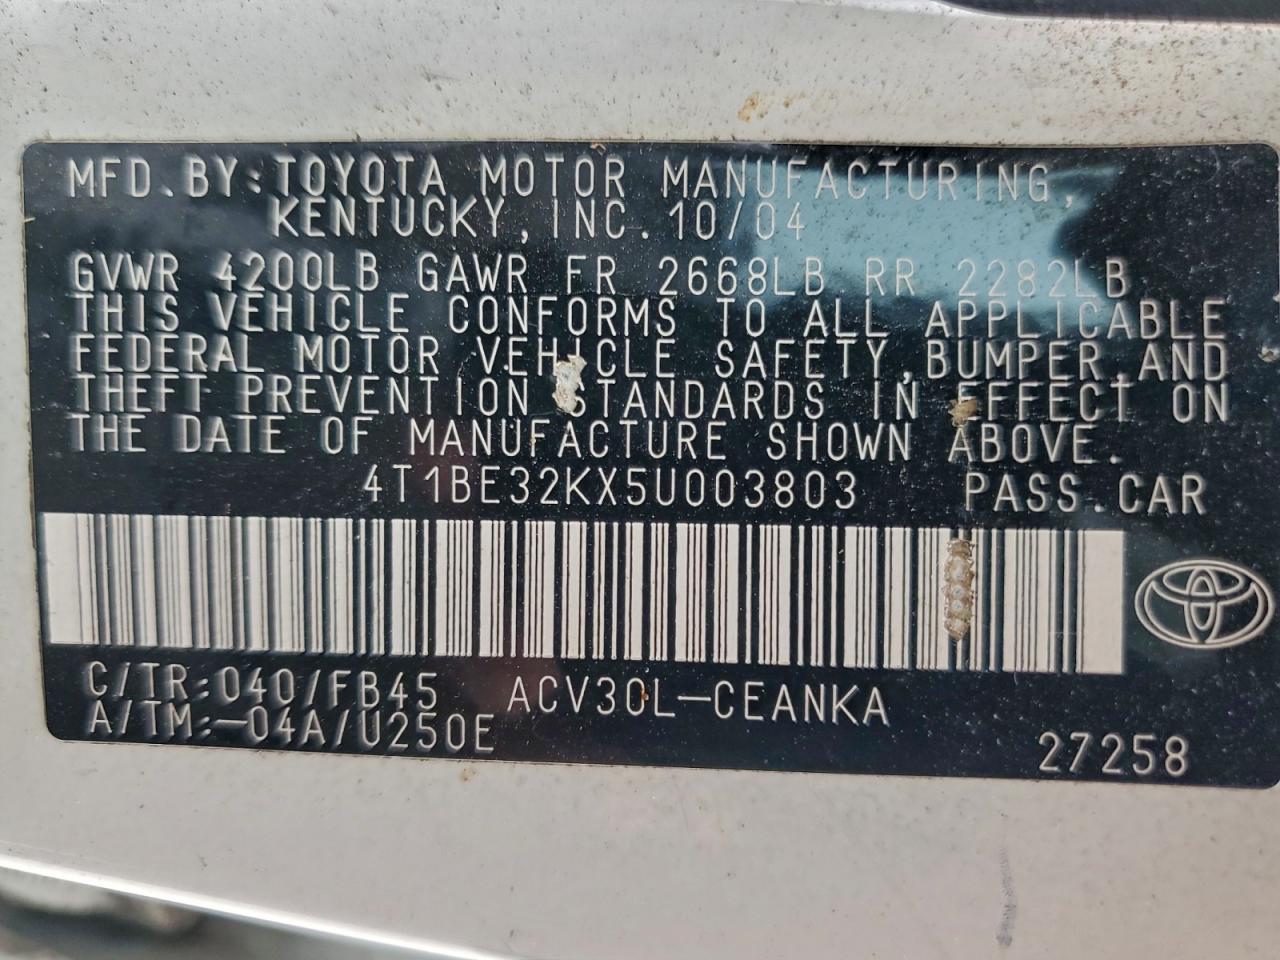 MFD.BY:TOYOTA MOTOR MANUFACTURING,
KENTUCKY, INC. 10/04
GVWR 4200LB GAWR FR 2668LB RR 2282LB
THIS VEHICLE CONFORMS TO ALL APPLICABLE
FEDERAL MOTOR VEHICLE SAFETY,BUMPER,AND
THEFT PREVENTION STANDARDS IN EFFECT ON
THE DATE OF MANUFACTURE SHOWN ABOVE.
4T1BE32KX5U003803 PASS.CAR
C/TR:040/FB45 ACV30L-CEANKA
A/TM:-04A/U250E
27258